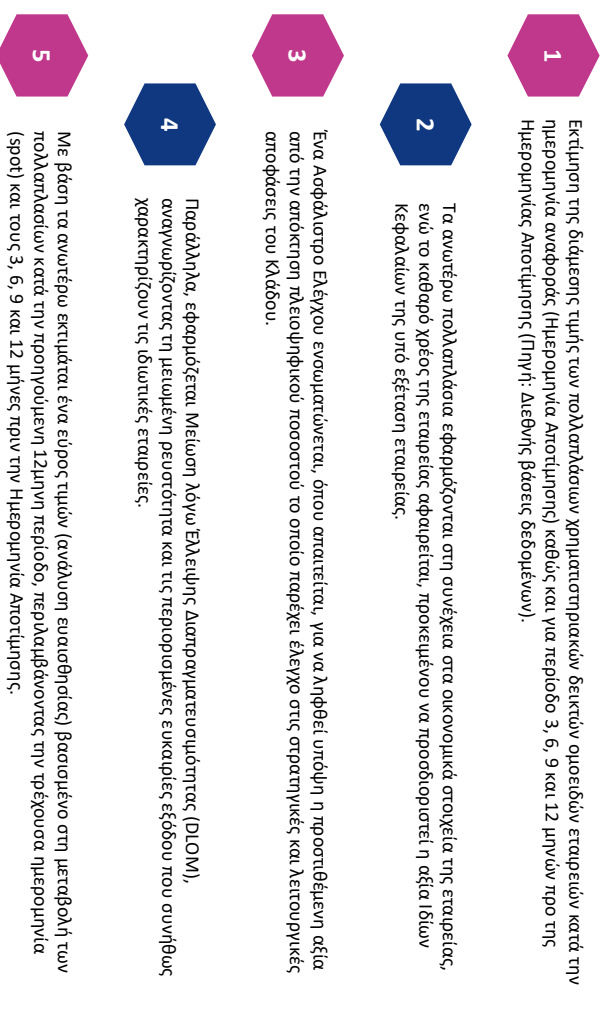 1
Εκτίμηση της διάμεσης τιμής των πολλαπλάσιων χρηματιστηριακών δεικτών ομοειδών εταιρειών κατά την
ημερομηνία αναφοράς (Ημερομηνία Αποτίμησης) καθώς και για περίοδο 3, 6, 9 και 12 μηνών προ της
Ημερομηνίας Αποτίμησης (Πηγή: Διεθνής βάσεις δεδομένων).
2
Τα ανωτέρω πολλαπλάσια εφαρμόζονται στη συνέχεια στα οικονομικά στοιχεία της εταιρείας,
ενώ το καθαρό χρέος της εταιρείας αφαιρείται, προκειμένου να προσδιοριστεί η αξία Ιδίων
Κεφαλαίων της υπό εξέταση εταιρείας.
3
Ένα Ασφάλιστρο Ελέγχου ενσωματώνεται, όπου απαιτείται, για να ληφθεί υπόψη η προστιθέμενη αξία
από την απόκτηση πλειοψηφικού ποσοστού το οποίο παρέχει έλεγχο στις στρατηγικές και λειτουργικές
αποφάσεις του Κλάδου.
4
Παράλληλα, εφαρμόζεται Μείωση λόγω Έλλειψης Διαπραγματευσιμότητας (DLOM),
αναγνωρίζοντας τη μειωμένη ρευστότητα και τις περιορισμένες ευκαιρίες εξόδου που συνήθως
χαρακτηρίζουν τις ιδιωτικές εταιρείες.
5
Με βάση τα ανωτέρω εκτιμάται ένα εύρος τιμών (ανάλυση ευαισθησίας) βασισμένο στη μεταβολή των
πολλαπλασίων κατά την προηγούμενη 12μηνη περίοδο, περιλαμβάνοντας την τρέχουσα ημερομηνία
(spot) και τους 3, 6, 9 και 12 μήνες πριν την Ημερομηνία Αποτίμησης.